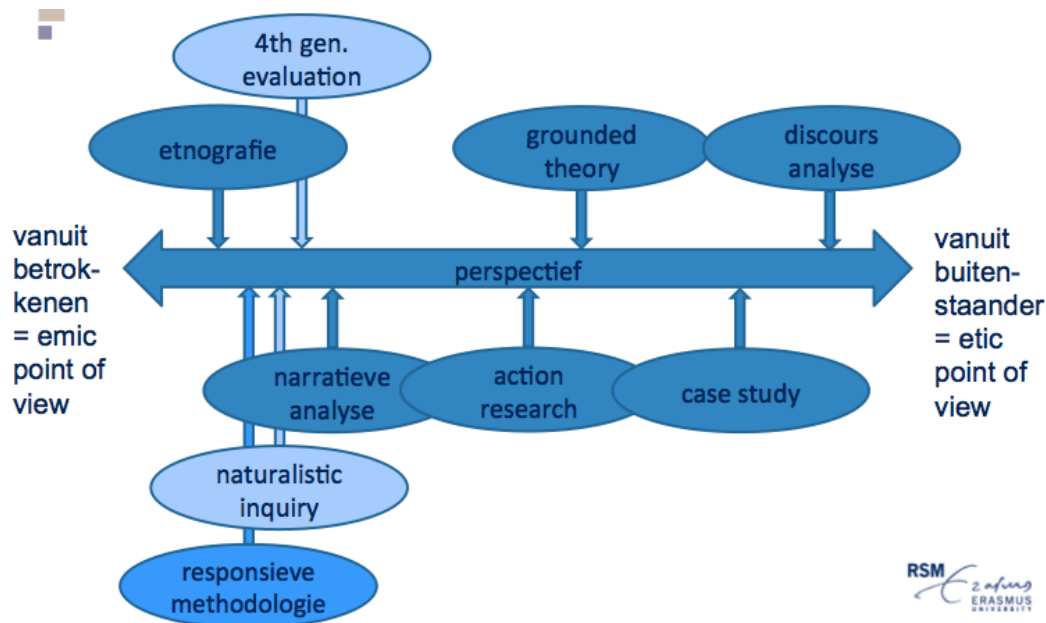 4th gen.
evaluation
etnografie
grounded
theory
discours
analyse
vanuit
betrok-
kenen
= emic
point of
view
perspectief
vanuit
buiten-
staander
= etic
point of
view
narratieve
analyse
action
research
case study
naturalistic
inquiry
responsieve
methodologie
RSM
Erasmus
ERASMUS
UNIVERSITY